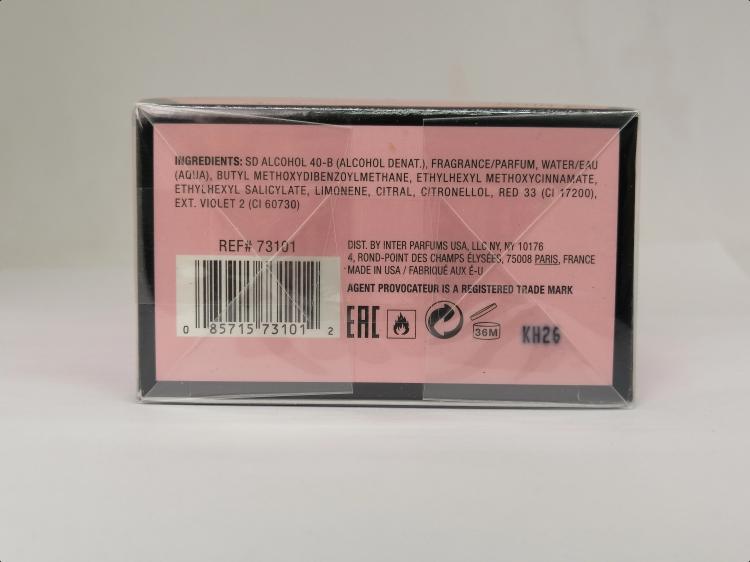 INGREDIENTS: SD ALCOHOL 40-B (ALCOHOL DENAT.), FRAGRANCE/PARFUM, WATER/EAU
(AQUA), BUTYL METHOXYDIBENZOYLMETHANE, ETHYLHEXYL METHOXYCINNAMATE,
ETHYLHEXYL SALICYLATE, LIMONENE, CITRAL, CITRONELLOL, RED 33 (CI 17200),
EXT. VIOLET 2 (CI 60730)
REF# 73101
0 85715 73101 2
DIST. BY INTER PARFUMS USA, LLC NY, NY 10176
4, ROND-POINT DES CHAMPS ÉLYSÉES, 75008 PARIS, FRANCE
MADE IN USA / FABRIQUÉ AUX É-U
AGENT PROVOCATEUR IS A REGISTERED TRADE MARK
EAC
36M
KH26